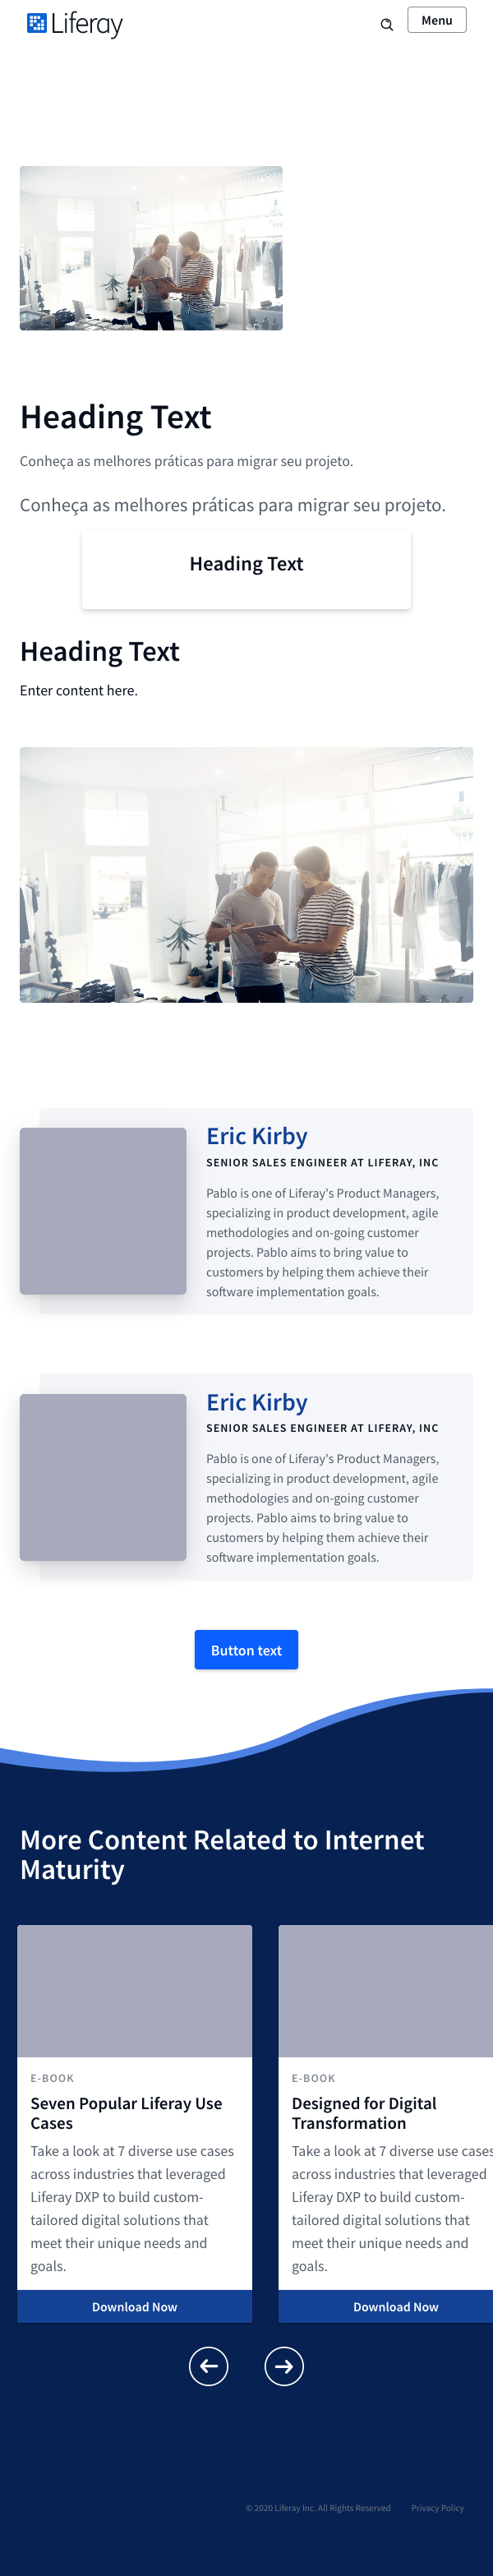 Liferay
Menu
Heading Text
Conheça as melhores práticas para migrar seu projeto.
Conheça as melhores práticas para migrar seu projeto.
Heading Text
Heading Text
Enter content here.
Eric Kirby
SENIOR SALES ENGINEER AT LIFERAY, INC
Pablo is one of Liferay's Product Managers,
specializing in product development, agile
methodologies and on-going customer
projects. Pablo aims to bring value to
customers by helping them achieve their
software implementation goals.
Eric Kirby
SENIOR SALES ENGINEER AT LIFERAY, INC
Pablo is one of Liferay's Product Managers,
specializing in product development, agile
methodologies and on-going customer
projects. Pablo aims to bring value to
customers by helping them achieve their
software implementation goals.
Button text
More Content Related to Internet
Maturity
E-BOOK
Seven Popular Liferay Use
Cases
Take a look at 7 diverse use cases
across industries that leveraged
Liferay DXP to build custom-
tailored digital solutions that
meet their unique needs and
goals.
Download Now
E-BOOK
Designed for Digital
Transformation
Take a look at 7 diverse use cases
across industries that leveraged
Liferay DXP to build custom-
tailored digital solutions that
meet their unique needs and
goals.
Download Now
© 2020 Liferay Inc. All Rights Reserved Privacy Policy